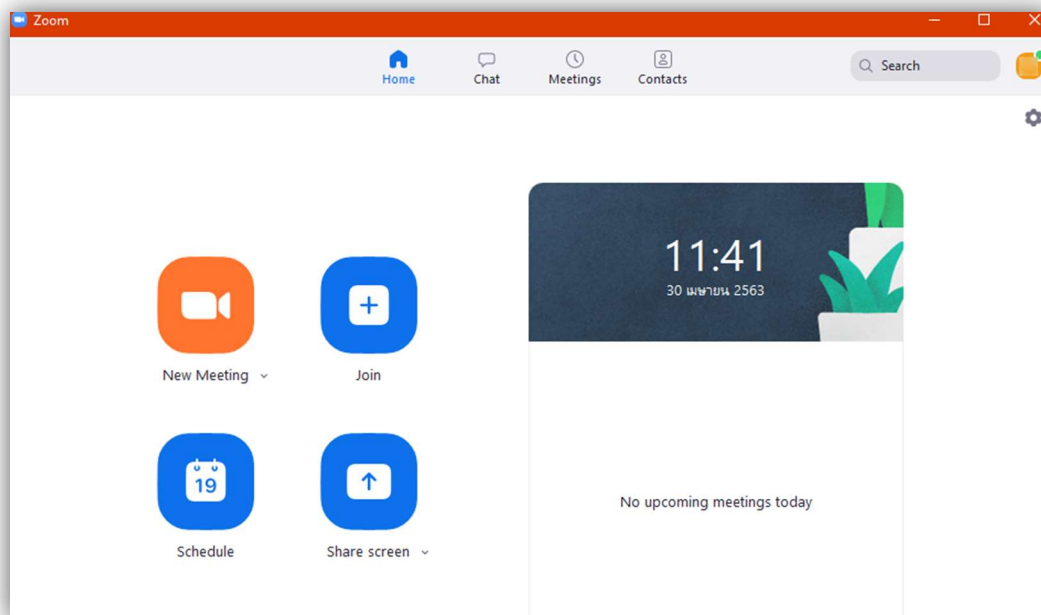 Zoom
Home
Chat
Meetings
Contacts
Search
11:41
30 เมษายน 2563
New Meeting
Join
19
Schedule
Share screen
No upcoming meetings today